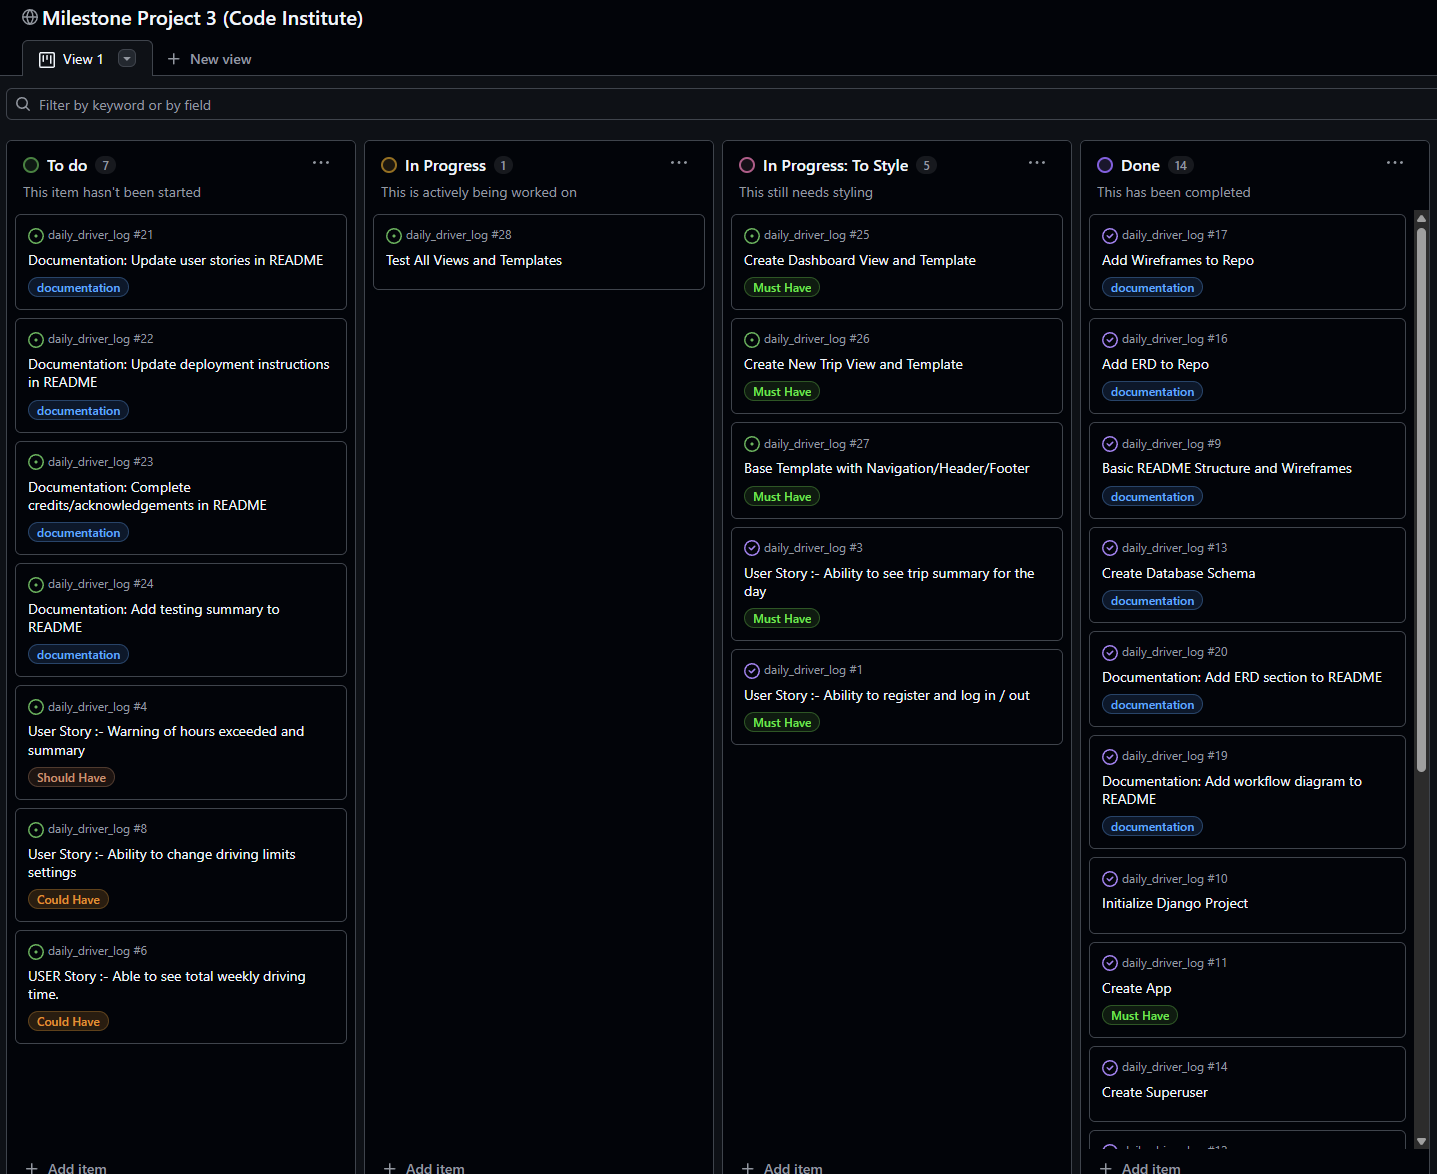 Milestone Project 3 (Code Institute)
View 1
New view
Filter by keyword or by field
To do 7
This item hasn't been started
daily_driver_log #21
Documentation: Update user stories in README
documentation
daily_driver_log #22
Documentation: Update deployment instructions
in README
documentation
daily_driver_log #23
Documentation: Complete
credits/acknowledgements in README
documentation
daily_driver_log #24
Documentation: Add testing summary to
README
documentation
daily_driver_log #4
User Story :- Warning of hours exceeded and
summary
Should Have
daily_driver_log #8
User Story :- Ability to change driving limits
settings
Could Have
daily_driver_log #6
USER Story :- Able to see total weekly driving
time.
Could Have
Add item
In Progress 1
This is actively being worked on
daily_driver_log #28
Test All Views and Templates
Add item
In Progress: To Style 5
This still needs styling
daily_driver_log #25
Create Dashboard View and Template
Must Have
daily_driver_log #26
Create New Trip View and Template
Must Have
daily_driver_log #27
Base Template with Navigation/Header/Footer
Must Have
daily_driver_log #3
User Story :- Ability to see trip summary for the
day
Must Have
daily_driver_log #1
User Story :- Ability to register and log in / out
Must Have
Add item
Done 14
This has been completed
daily_driver_log #17
Add Wireframes to Repo
documentation
daily_driver_log #16
Add ERD to Repo
documentation
daily_driver_log #9
Basic README Structure and Wireframes
documentation
daily_driver_log #13
Create Database Schema
documentation
daily_driver_log #20
Documentation: Add ERD section to README
documentation
daily_driver_log #19
Documentation: Add workflow diagram to
README
documentation
daily_driver_log #10
Initialize Django Project
daily_driver_log #11
Create App
Must Have
daily_driver_log #14
Create Superuser
Add item